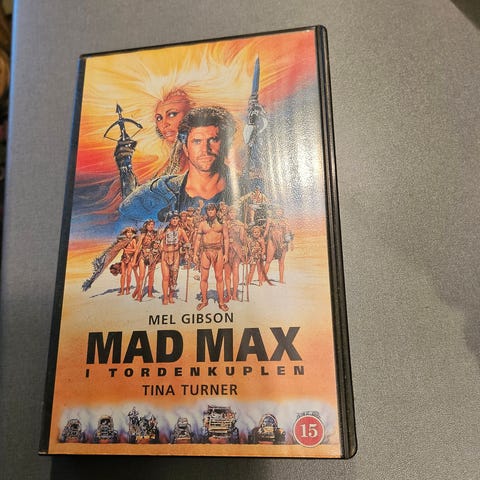 MEL GIBSON
MAD MAX
I TORDENKUPLEN
TINA TURNER
15